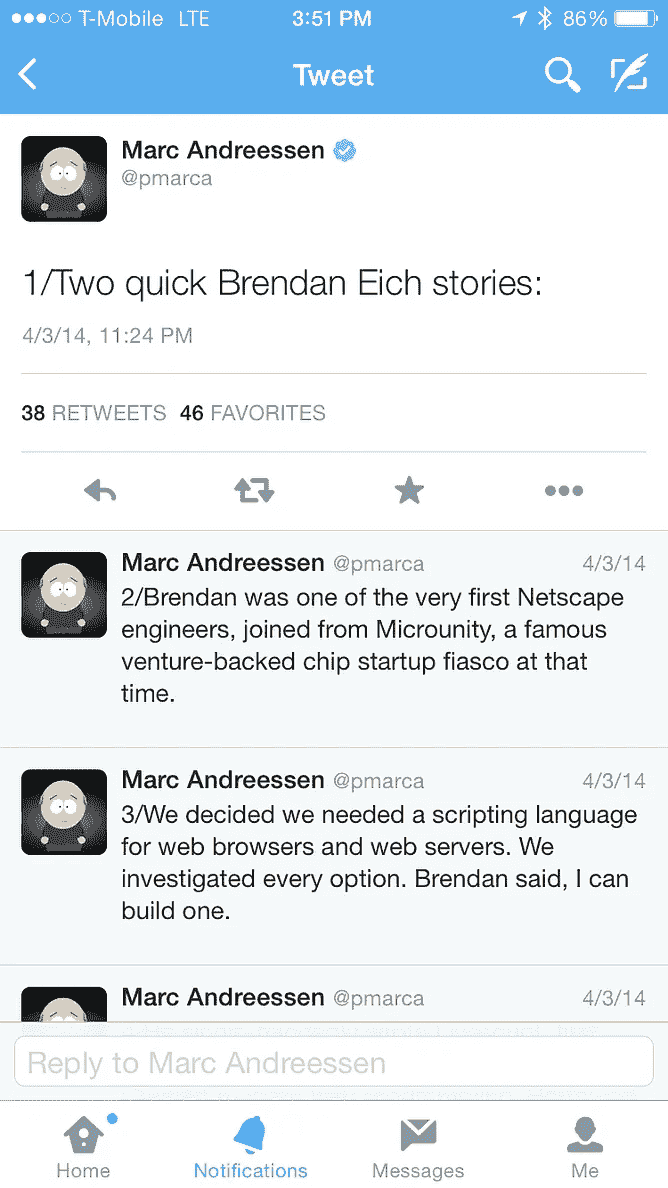 T-Mobile LTE 3:51 PM 86%
Tweet
Marc Andreessen
@pmarca
1/Two quick Brendan Eich stories:
4/3/14, 11:24 PM
38 RETWEETS 46 FAVORITES
Marc Andreessen @pmarca 4/3/14
2/Brendan was one of the very first Netscape
engineers, joined from Microunity, a famous
venture-backed chip startup fiasco at that
time.
Marc Andreessen @pmarca 4/3/14
3/We decided we needed a scripting language
for web browsers and web servers. We
investigated every option. Brendan said, I can
build one.
Marc Andreessen @pmarca 4/3/14
Reply to Marc Andreessen
Home Notifications Messages Me